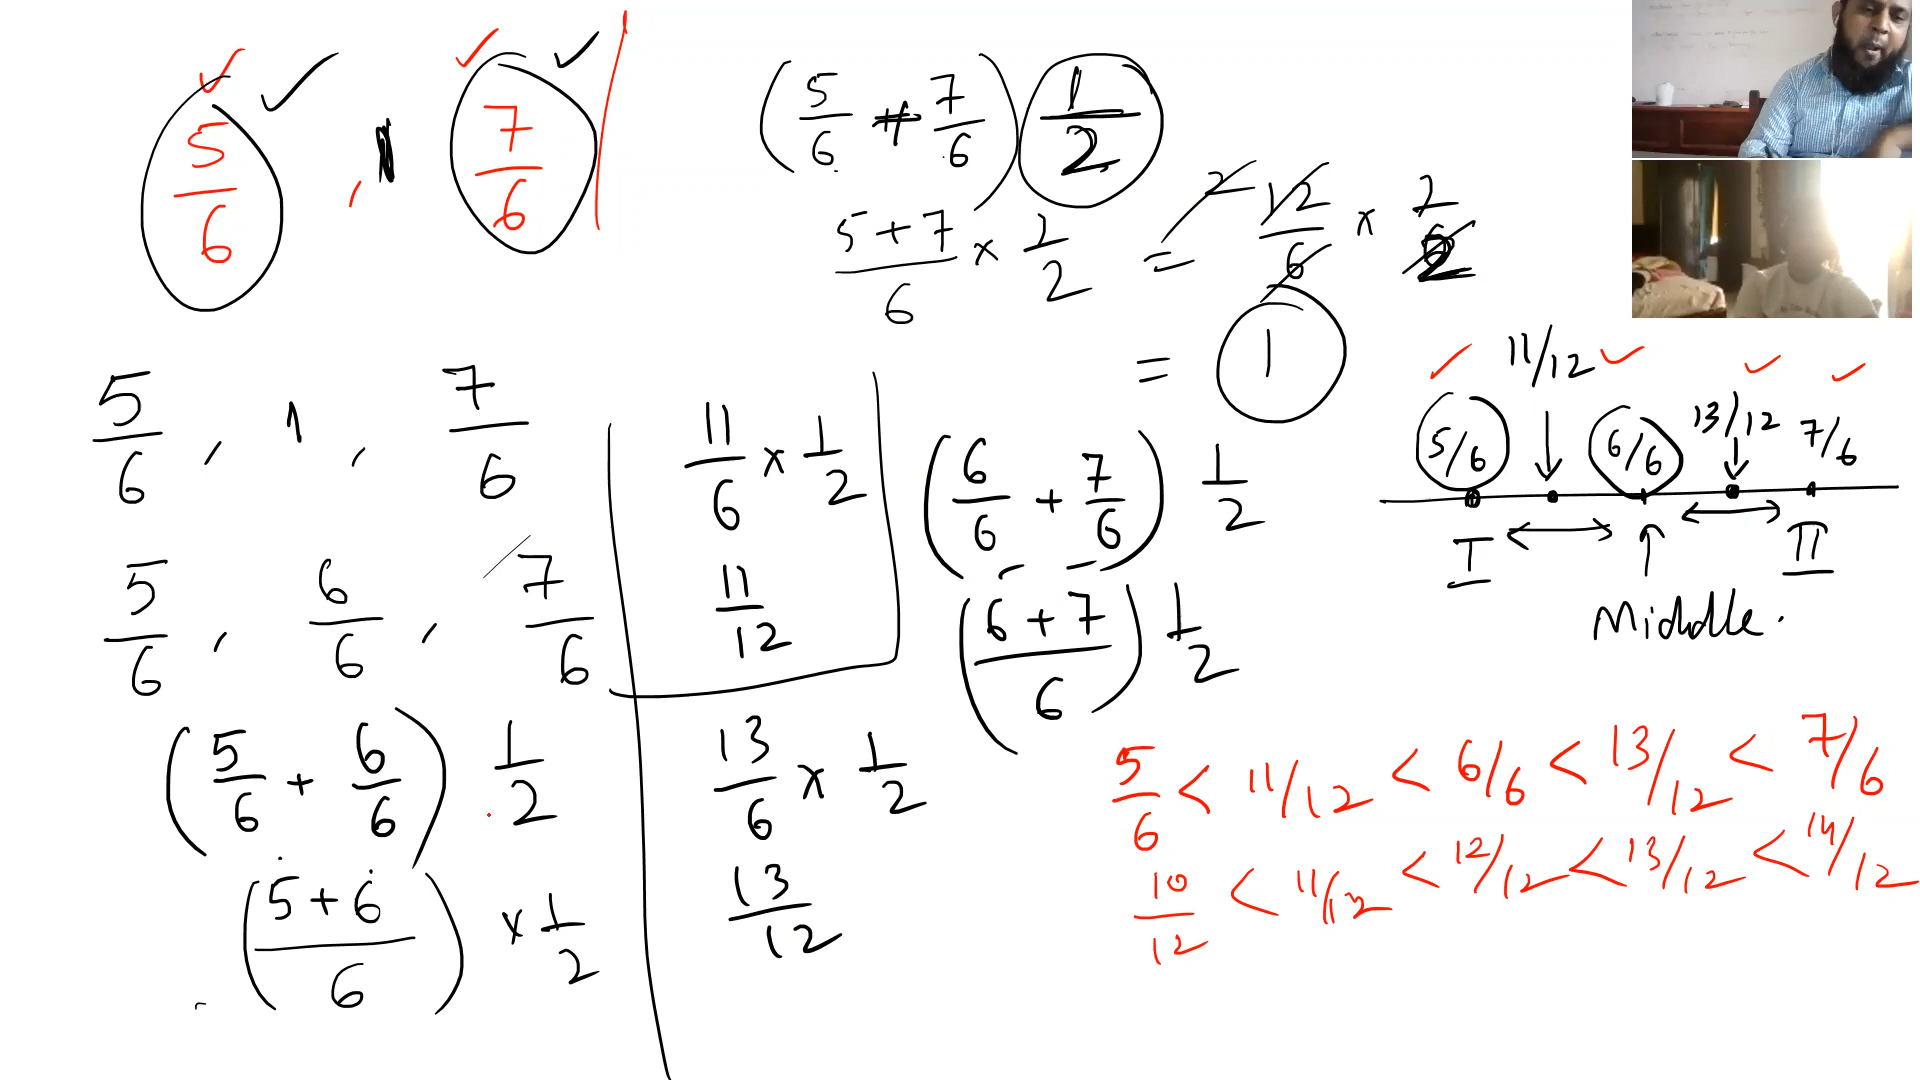 5/6 , 7/6
(5/6 + 7/6) 1/2
(5+7)/6 × 1/2 = 12/6 × 1/2
= 1
5/6 , 1 , 7/6
5/6 , 6/6 , 7/6
(5/6 + 6/6) 1/2
((5+6)/6) × 1/2
11/6 × 1/2
11/12
13/6 × 1/2
13/12
(6/6 + 7/6) 1/2
((6+7)/6) 1/2
11/12
5/6 6/6 13/12 7/6
I II
Middle.
5/6 < 11/12 < 6/6 < 13/12 < 7/6
10/12 < 11/12 < 12/12 < 13/12 < 14/12